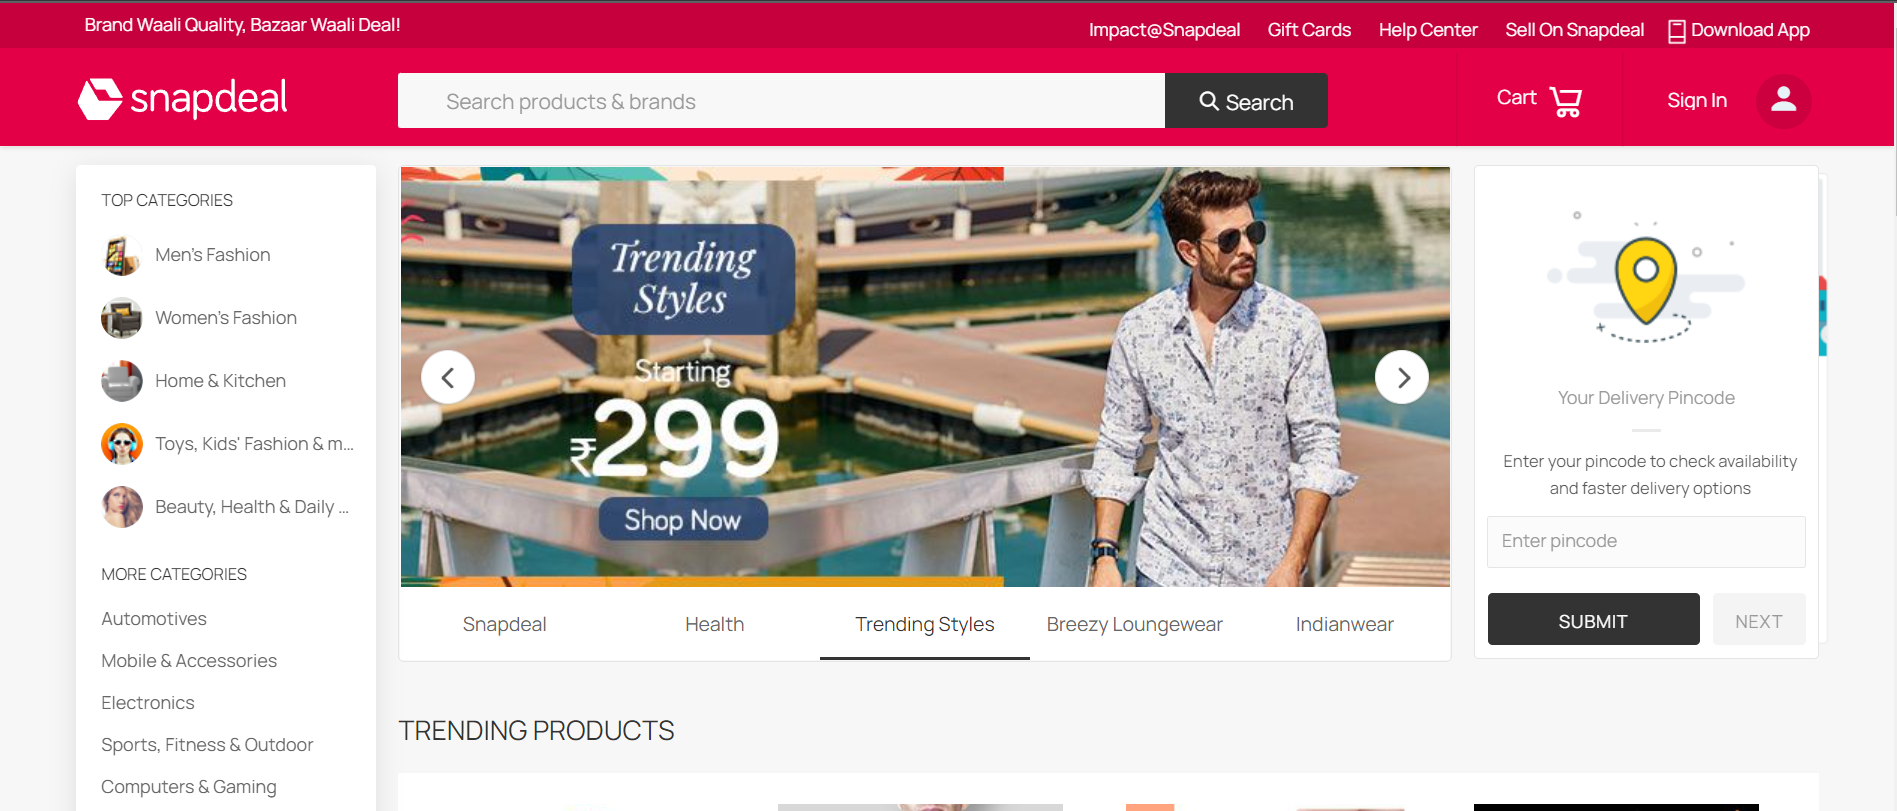 Brand Waali Quality, Bazaar Waali Deal!
Impact@Snapdeal
Gift Cards
Help Center
Sell On Snapdeal
Download App
snapdeal
Search products & brands
Search
Cart
Sign In
TOP CATEGORIES
Men's Fashion
Women's Fashion
Home & Kitchen
Toys, Kids' Fashion & m...
Beauty, Health & Daily ...
MORE CATEGORIES
Automotives
Mobile & Accessories
Electronics
Sports, Fitness & Outdoor
Computers & Gaming
Trending
Styles
Starting
₹299
Shop Now
Snapdeal
Health
Trending Styles
Breezy Loungewear
Indianwear
Your Delivery Pincode
Enter your pincode to check availability
and faster delivery options
Enter pincode
SUBMIT
NEXT
TRENDING PRODUCTS